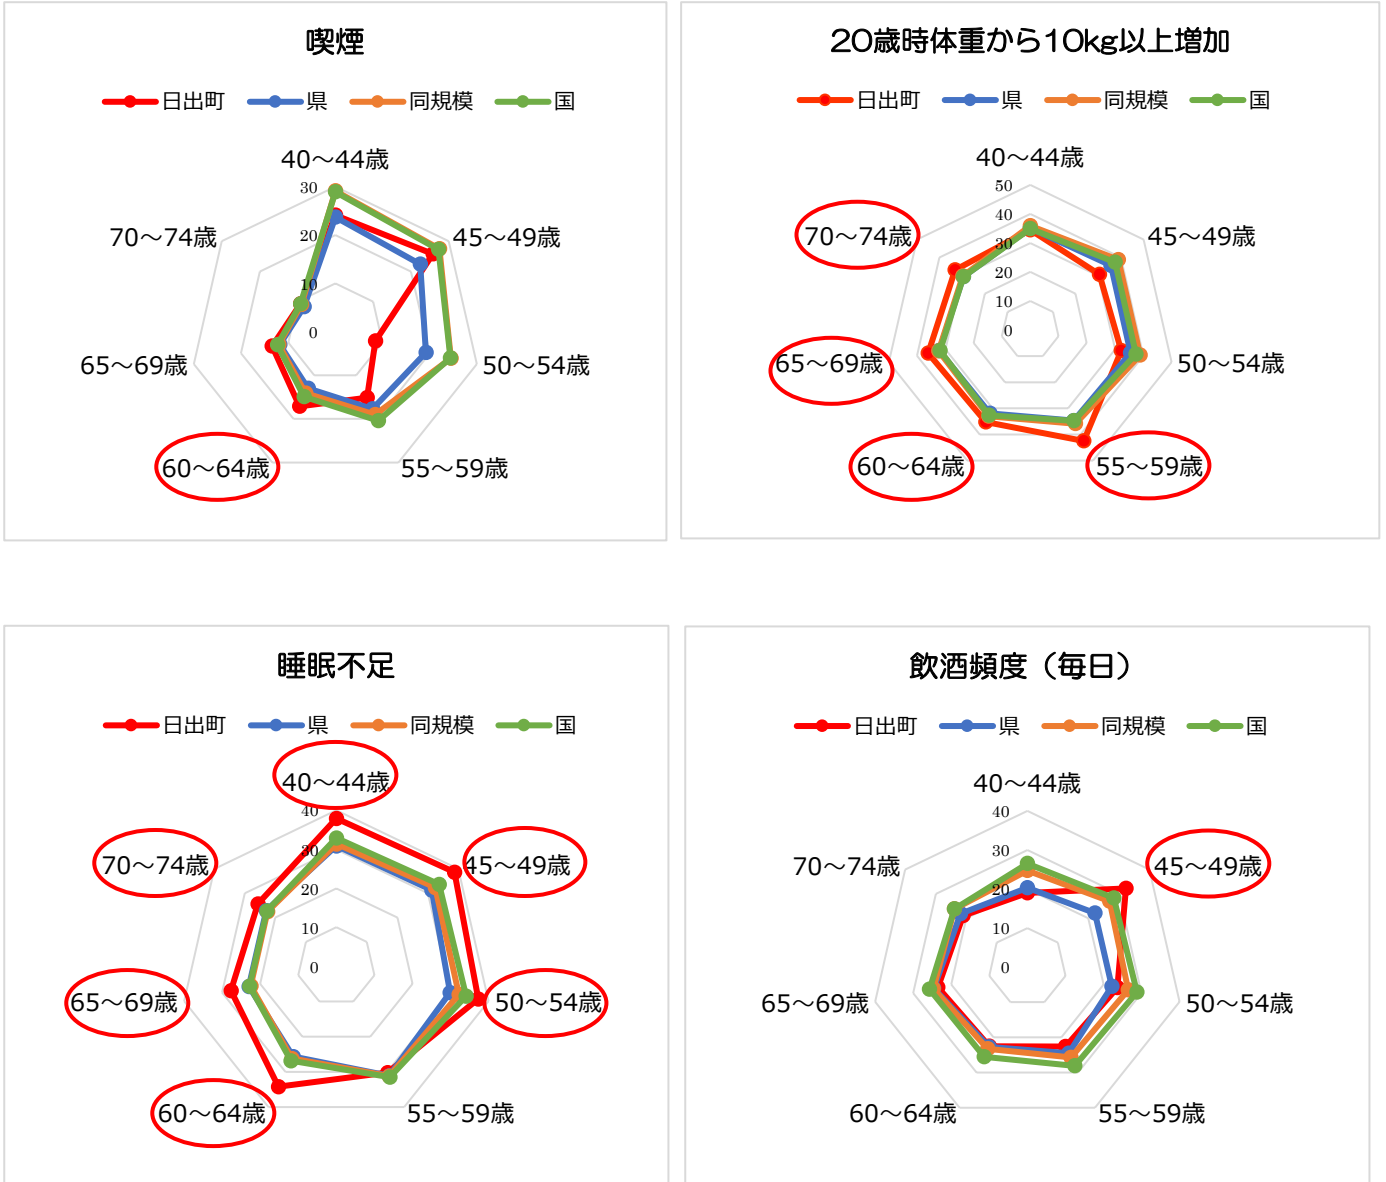 喫煙
日出町 県 同規模 国
40～44歳
30
20
10
0
45～49歳
50～54歳
55～59歳
60～64歳
65～69歳
70～74歳
20歳時体重から10kg以上増加
日出町 県 同規模 国
40～44歳
50
40
30
20
10
0
45～49歳
50～54歳
55～59歳
60～64歳
65～69歳
70～74歳
睡眠不足
日出町 県 同規模 国
40～44歳
40
30
20
10
0
45～49歳
50～54歳
55～59歳
60～64歳
65～69歳
70～74歳
飲酒頻度（毎日）
日出町 県 同規模 国
40～44歳
40
30
20
10
0
45～49歳
50～54歳
55～59歳
60～64歳
65～69歳
70～74歳